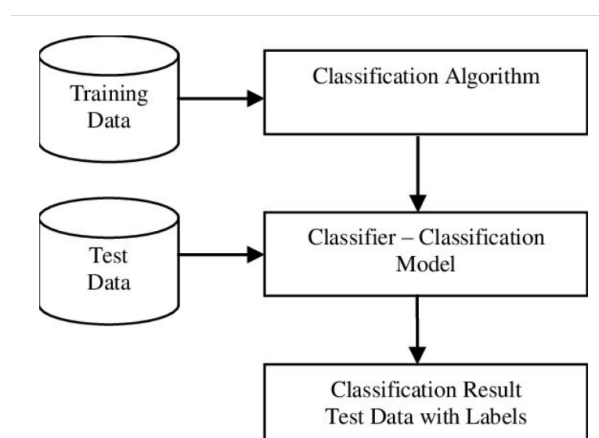 Training
Data
Classification Algorithm
Test
Data
Classifier – Classification
Model
Classification Result
Test Data with Labels